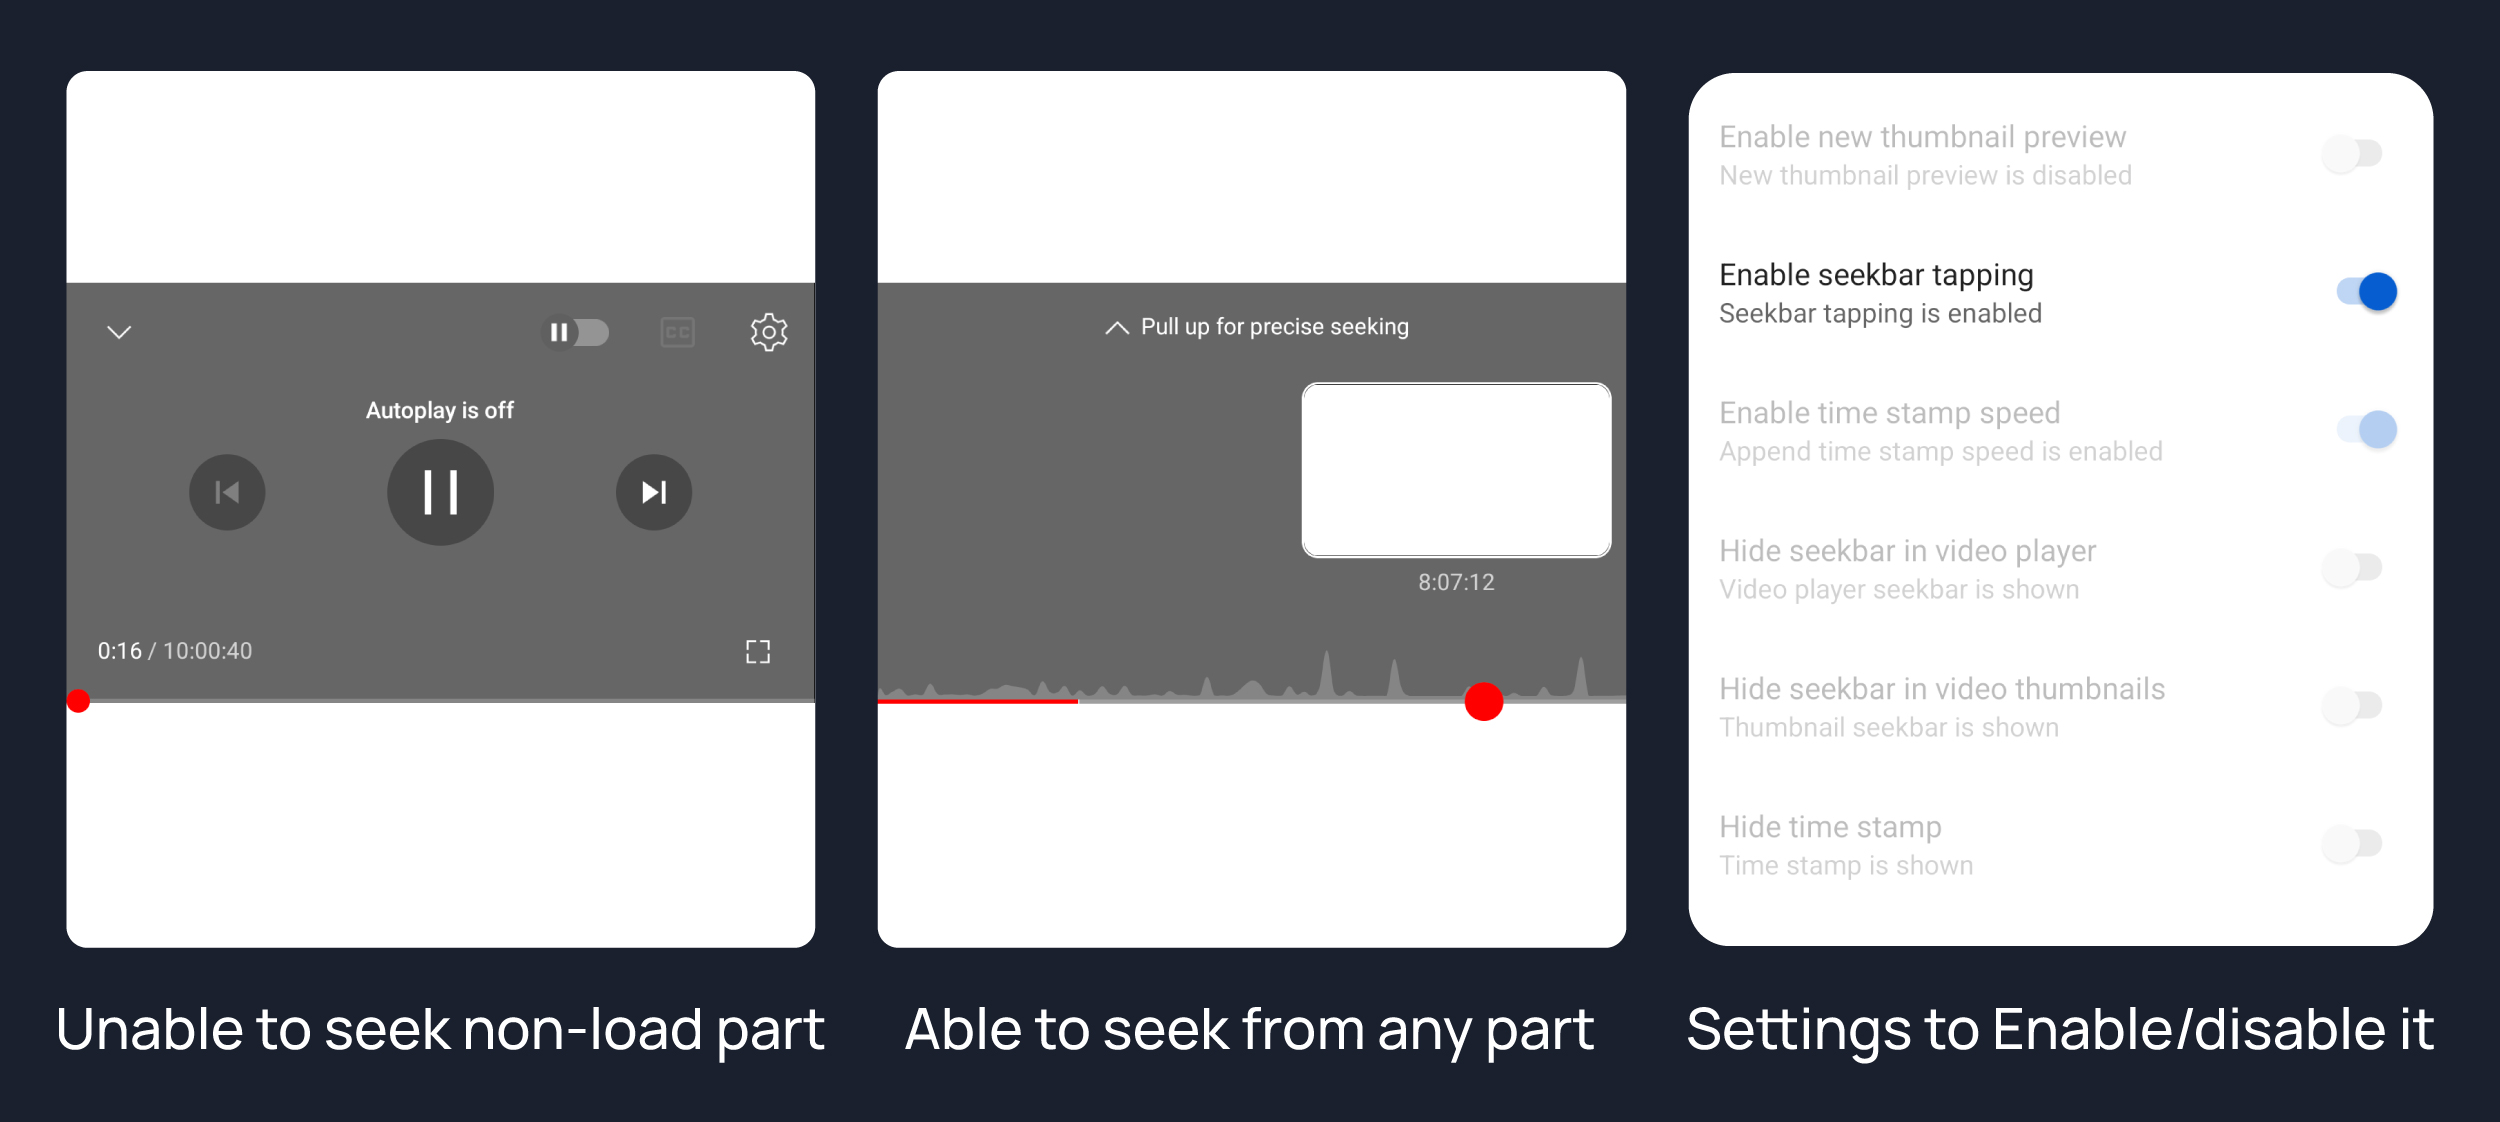 Autoplay is off
0:16 / 10:00:40
Unable to seek non-load part
Pull up for precise seeking
8:07:12
Able to seek from any part
Enable new thumbnail preview
New thumbnail preview is disabled
Enable seekbar tapping
Seekbar tapping is enabled
Enable time stamp speed
Append time stamp speed is enabled
Hide seekbar in video player
Video player seekbar is shown
Hide seekbar in video thumbnails
Thumbnail seekbar is shown
Hide time stamp
Time stamp is shown
Settings to Enable/disable it